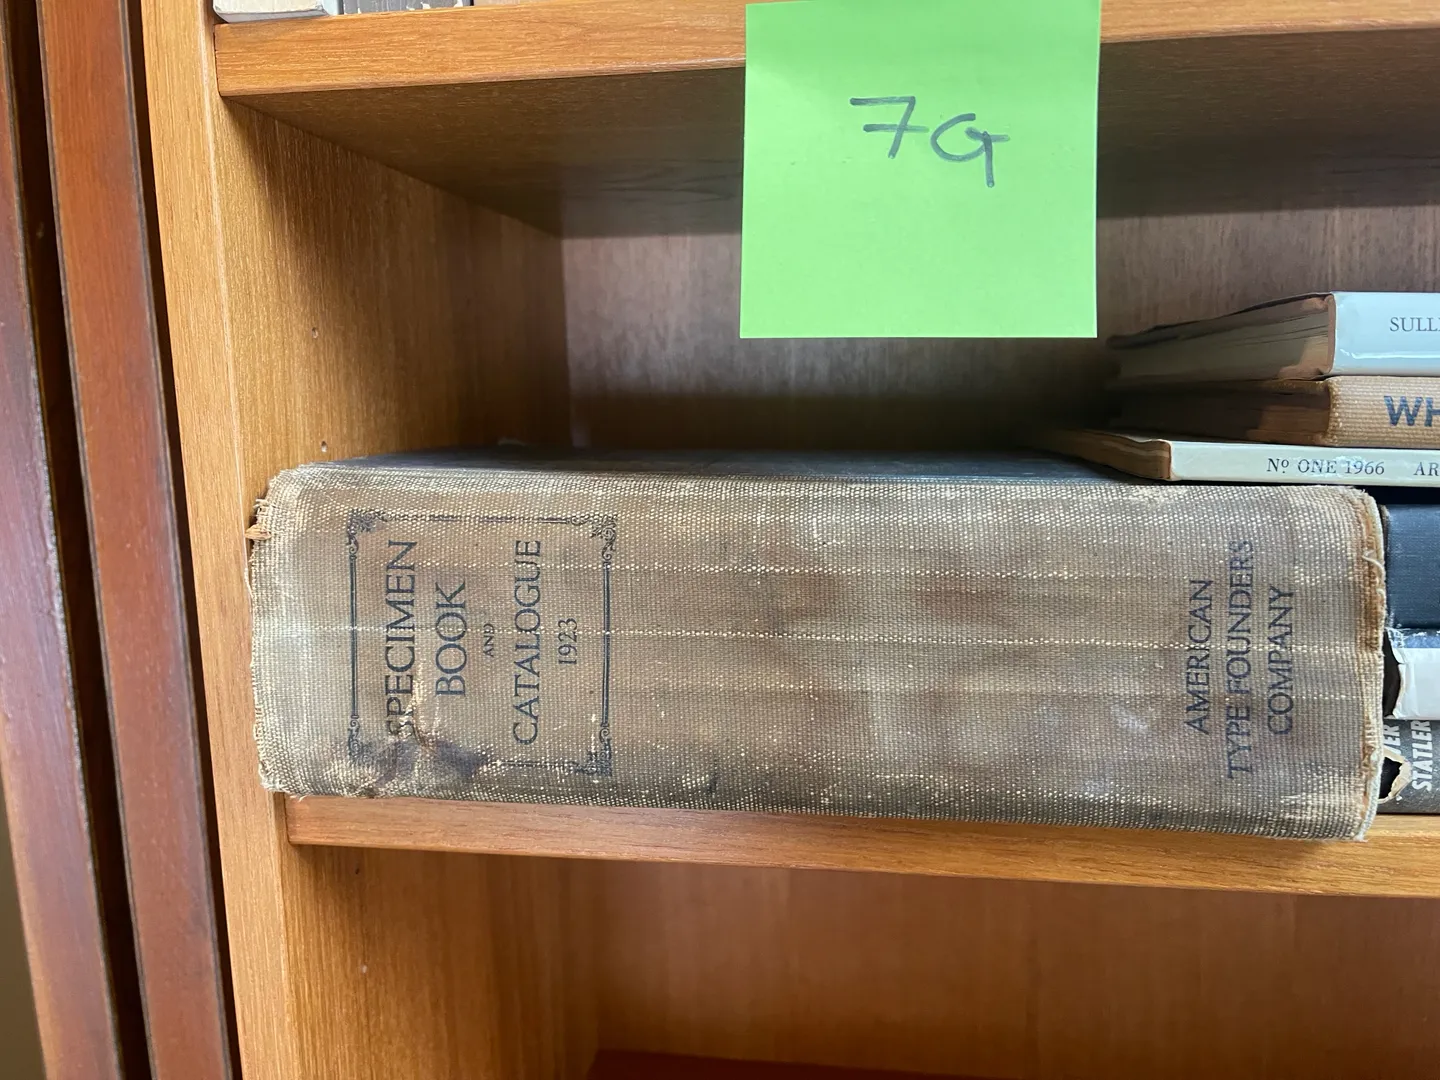 7G
SPECIMEN
BOOK
AND
CATALOGUE
1923
AMERICAN
TYPE FOUNDERS
COMPANY
SULL
WH
Nº ONE 1966 AR
STATLER